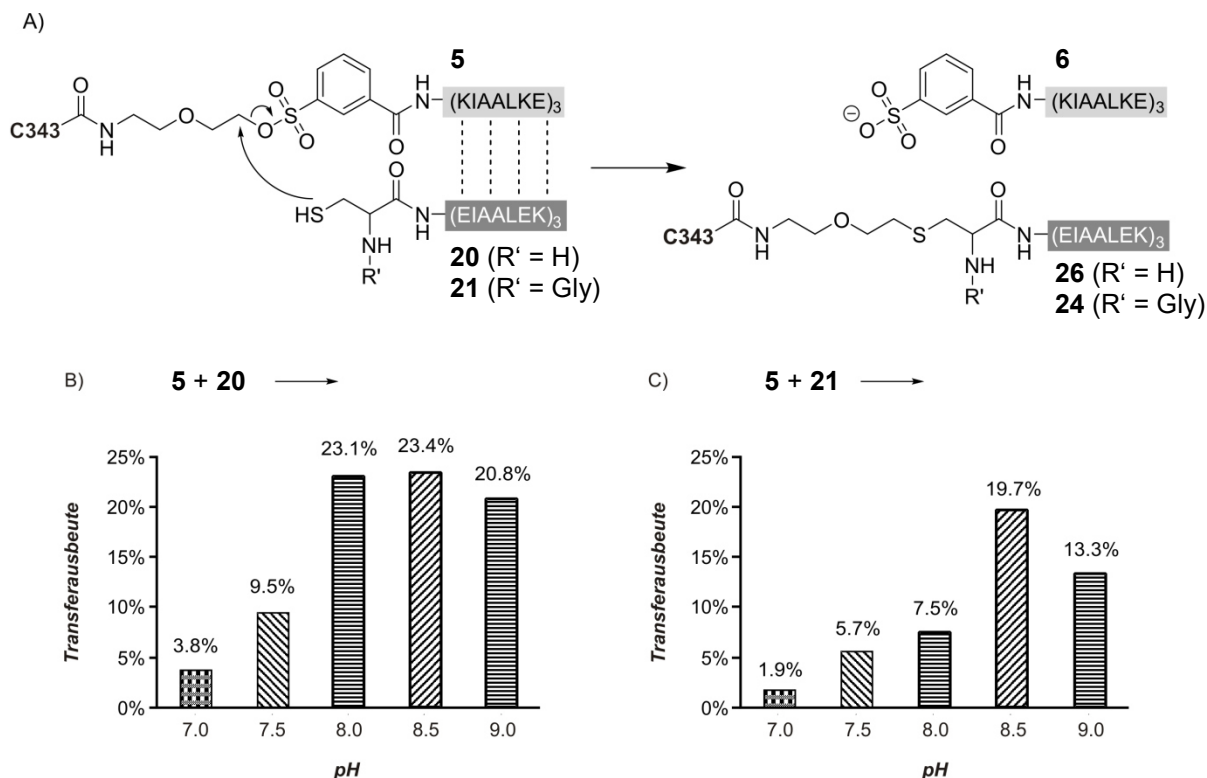 A)
5
6
O
O
O
H
N
(KIAALKE)3
C343
N
H
O
O
S
O
HS
O
H
N
(EIAALEK)3
NH
R'
20 (R' = H)
21 (R' = Gly)
⊖
O
O
O
S
O
H
N
(KIAALKE)3
O
C343
N
H
O
S
O
H
N
(EIAALEK)3
NH
R'
26 (R' = H)
24 (R' = Gly)
B)
5 + 20
Transferausbeute
25%
20%
15%
10%
5%
0%
3.8%
9.5%
23.1%
23.4%
20.8%
7.0 7.5 8.0 8.5 9.0
pH
C)
5 + 21
Transferausbeute
25%
20%
15%
10%
5%
0%
1.9%
5.7%
7.5%
19.7%
13.3%
7.0 7.5 8.0 8.5 9.0
pH